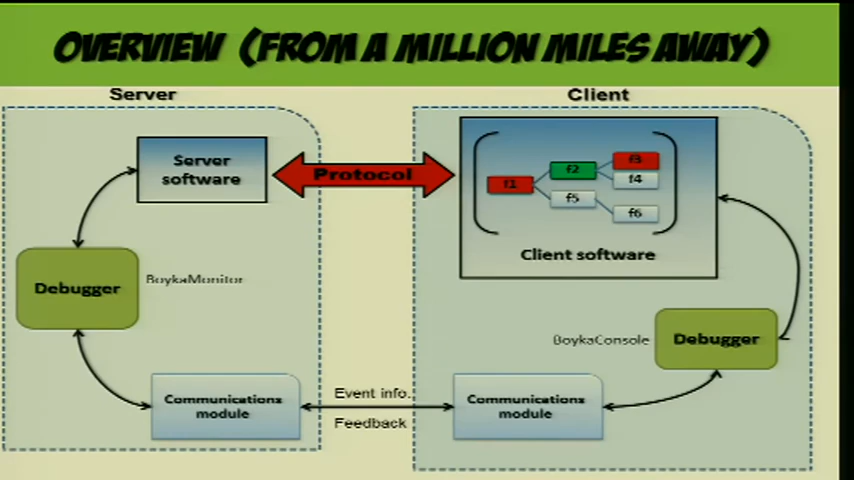 OVERVIEW (FROM A MILLION MILES AWAY)
Server
Client
Server
software
Protocol
f1
f2
f3
f4
f5
f6
Client software
Debugger
BoykaMonitor
BoykaConsole
Debugger
Communications
module
Event info.
Feedback
Communications
module